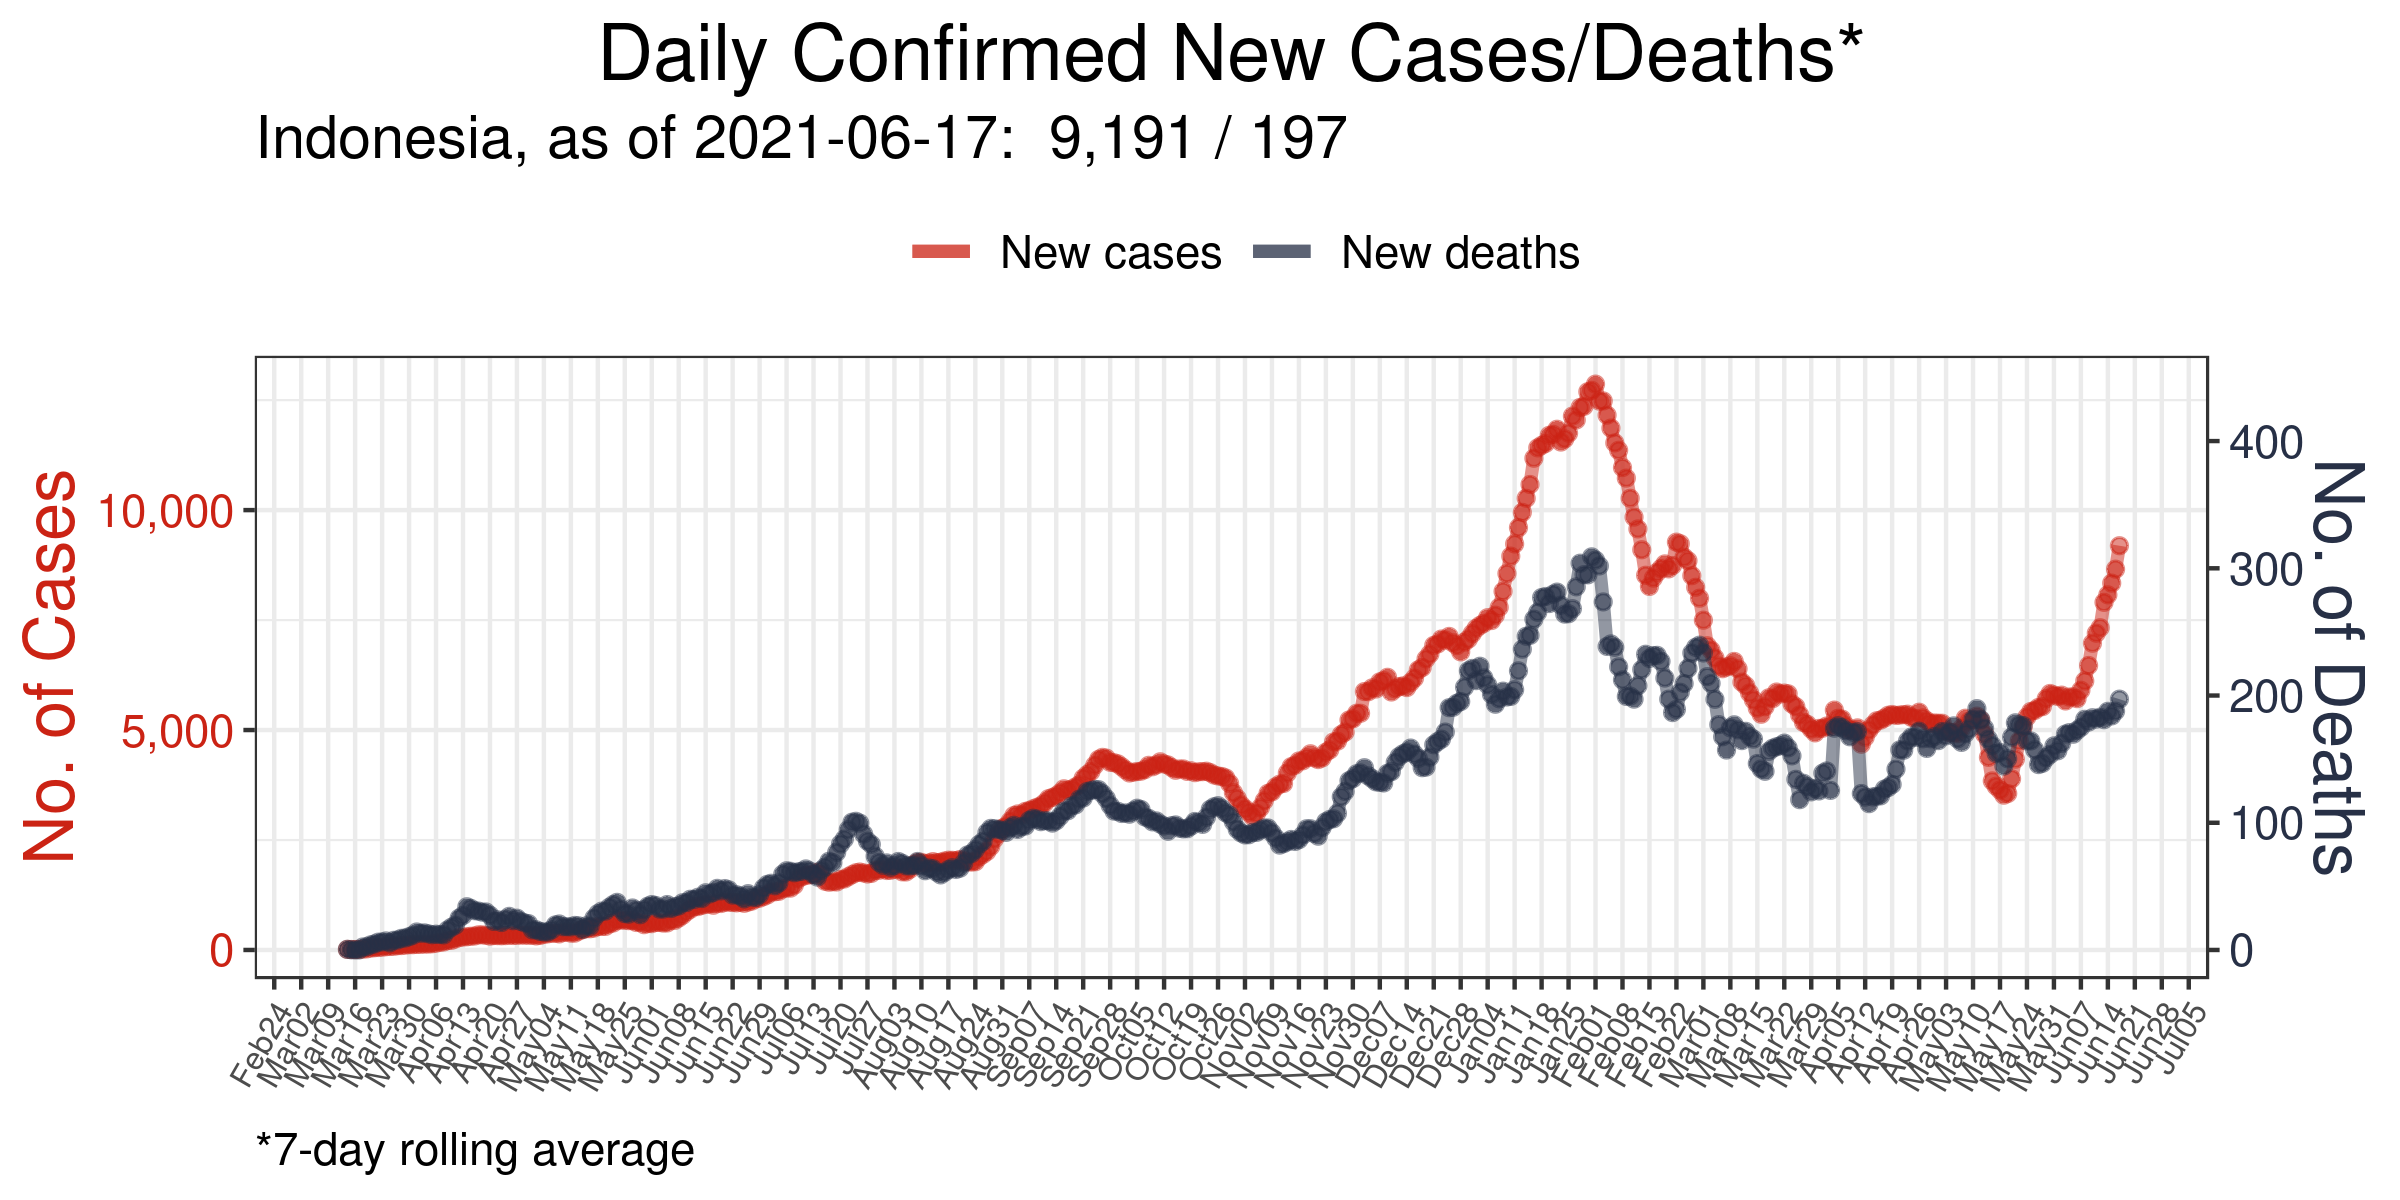 Daily Confirmed New Cases/Deaths*
Indonesia, as of 2021-06-17:  9,191 / 197
New cases
New deaths
No. of Cases
10,000
5,000
0
400
300
200
100
0
No. of Deaths
Feb24
Mar02
Mar09
Mar16
Mar23
Mar30
Apr06
Apr13
Apr20
Apr27
May04
May11
May18
May25
Jun01
Jun08
Jun15
Jun22
Jun29
Jul06
Jul13
Jul20
Jul27
Aug03
Aug10
Aug17
Aug24
Aug31
Sep07
Sep14
Sep21
Sep28
Oct05
Oct12
Oct19
Oct26
Nov02
Nov09
Nov16
Nov23
Nov30
Dec07
Dec14
Dec21
Dec28
Jan04
Jan11
Jan18
Jan25
Feb01
Feb08
Feb15
Feb22
Mar01
Mar08
Mar15
Mar22
Mar29
Apr05
Apr12
Apr19
Apr26
May03
May10
May17
May24
May31
Jun07
Jun14
Jun21
Jun28
Jul05
*7-day rolling average